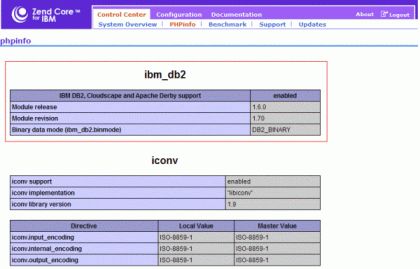 Zend Core™
for IBM
Control Center Configuration Documentation About Logout
System Overview | PHPinfo | Benchmark | Support | Updates
phpinfo
ibm_db2
IBM DB2, Cloudscape and Apache Derby support enabled
Module release 1.6.0
Module revision 1.70
Binary data mode (ibm_db2.binmode) DB2_BINARY
iconv
iconv support enabled
iconv implementation "libiconv"
iconv library version 1.9
Directive Local Value Master Value
iconv.input_encoding ISO-8859-1 ISO-8859-1
iconv.internal_encoding ISO-8859-1 ISO-8859-1
iconv.output_encoding ISO-8859-1 ISO-8859-1